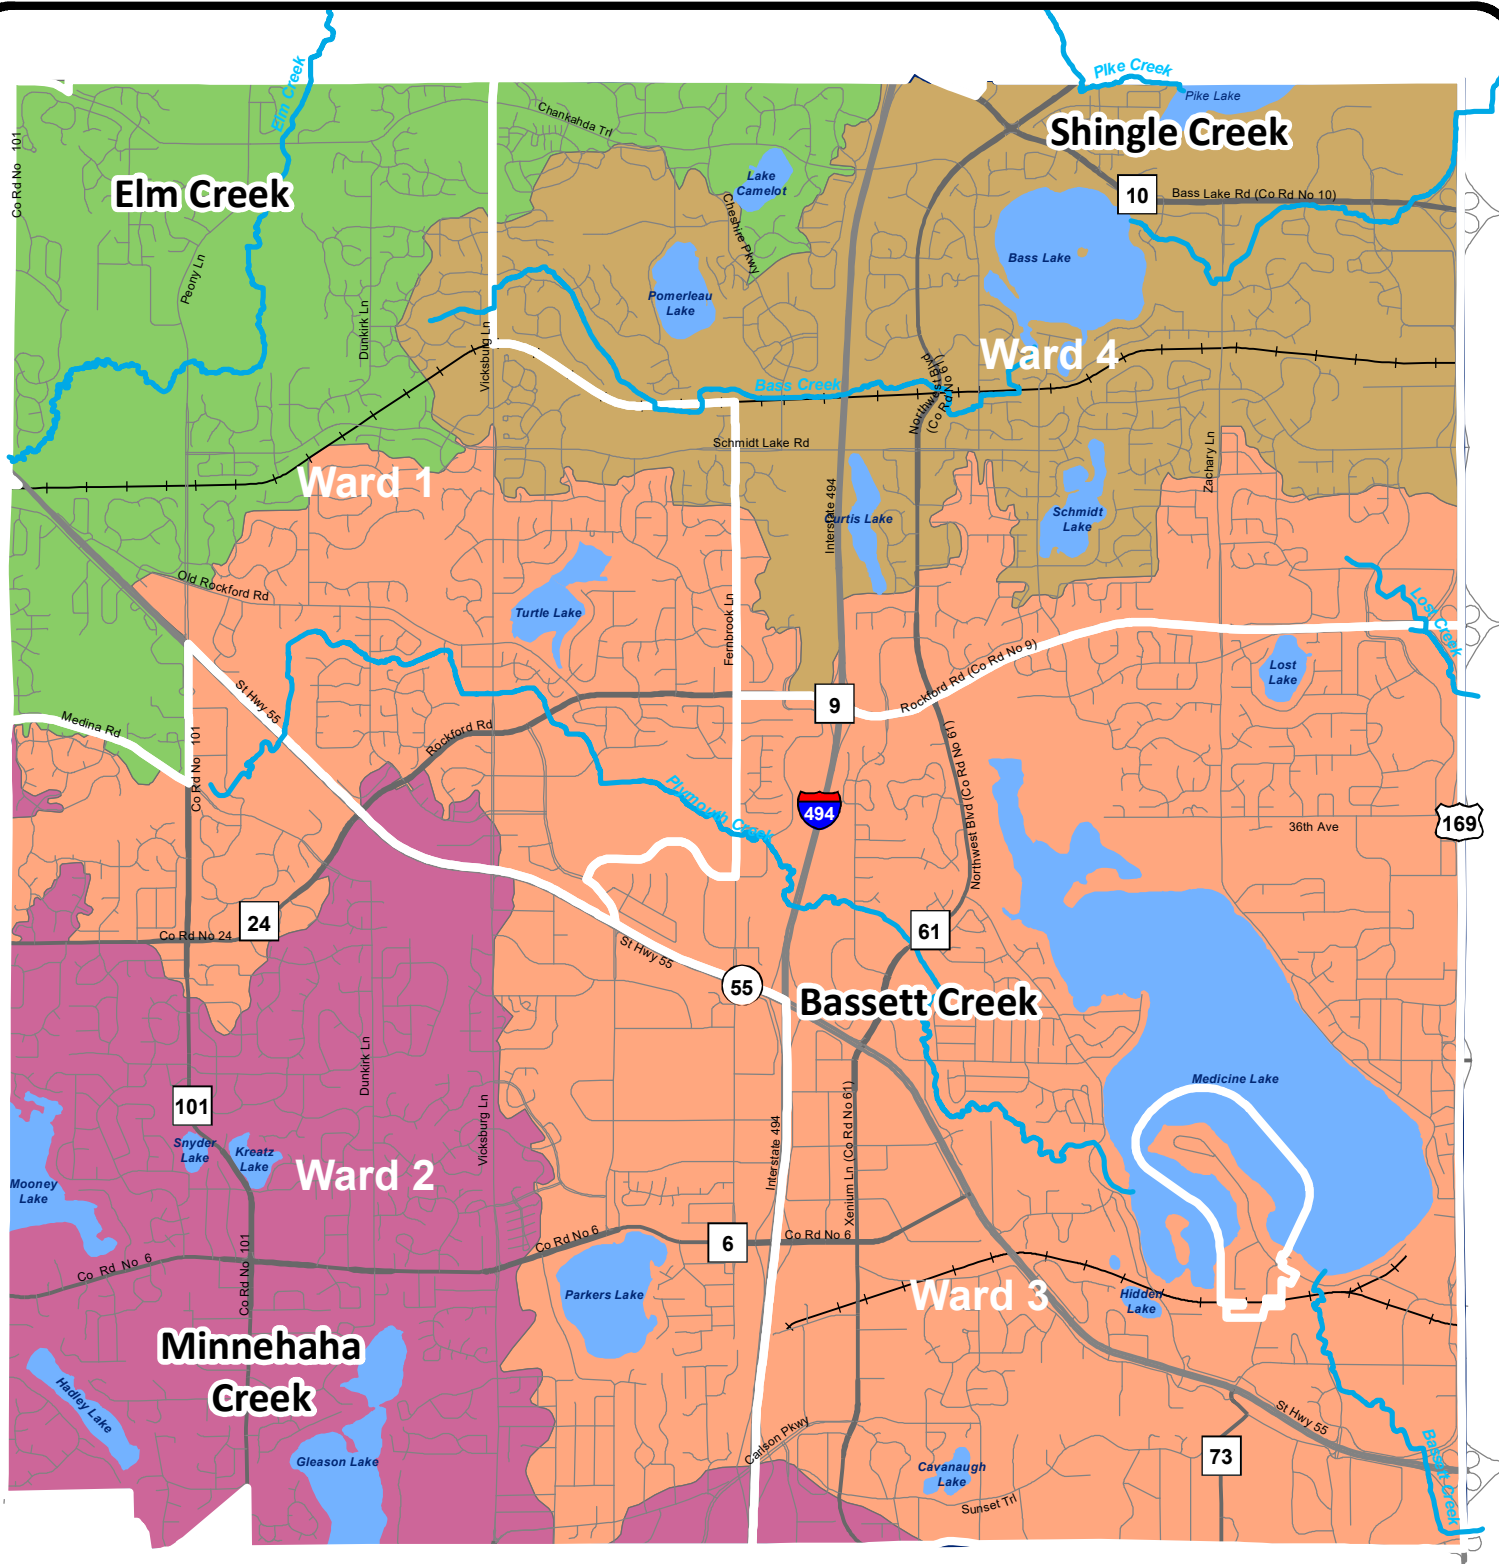 Elm Creek
PIke Creek
Pike Lake
Shingle Creek
Chankahda Trl
Co Rd No 101
Elm Creek
Lake
Camelot
10
Bass Lake Rd (Co Rd No 10)
Cheshire Pkwy
Peony Ln
Bass Lake
Pomerleau
Lake
Dunkirk Ln
Vicksburg Ln
Ward 4
Bass Creek
Northwest Blvd
(Co Rd No 61)
Schmidt Lake Rd
Zachary Ln
Ward 1
Interstate 494
Curtis Lake
Schmidt
Lake
Old Rockford Rd
Turtle Lake
Fernbrook Ln
Lost Creek
Lost
Lake
Rockford Rd (Co Rd No 9)
St Hwy 55
9
Medina Rd
Rockford Rd
Co Rd No 101
Northwest Blvd (Co Rd No 61)
Plymouth Creek
494
36th Ave
169
24
Co Rd No 24
61
St Hwy 55
55
Bassett Creek
Dunkirk Ln
Medicine Lake
101
Vicksburg Ln
Interstate 494
Xenium Ln (Co Rd No 61)
Snyder
Lake
Kreatz
Lake
Ward 2
Mooney
Lake
Co Rd No 6
6
Co Rd No 6
Co Rd No 6
Co Rd No 101
Parkers Lake
Ward 3
Hidden
Lake
Minnehaha
Creek
Hadley Lake
Gleason Lake
Carlson Pkwy
Cavanaugh
Lake
Sunset Trl
St Hwy 55
73
Bassett Creek